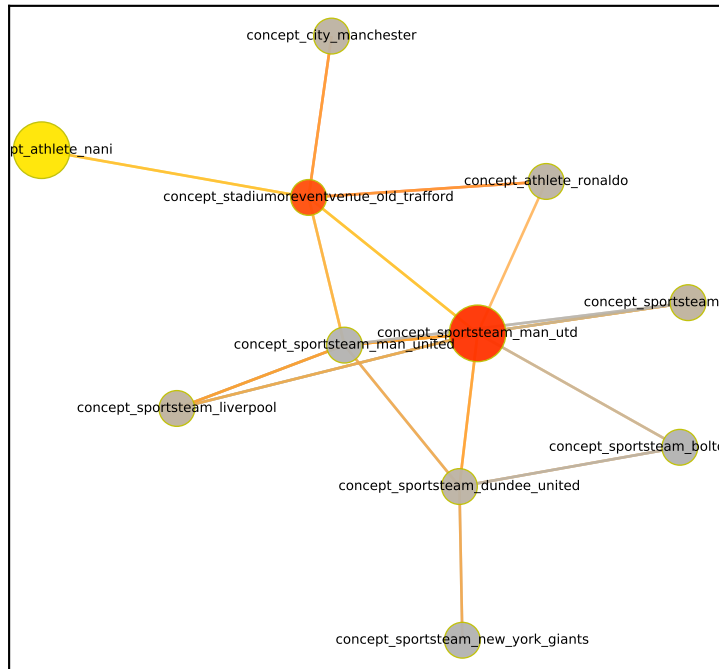 concept_city_manchester
pt_athlete_nani
concept_athlete_ronaldo
concept_stadiumoreventvenue_old_trafford
concept_sportsteam
concept_sportsteam_man_utd
concept_sportsteam_man_united
concept_sportsteam_liverpool
concept_sportsteam_bolto
concept_sportsteam_dundee_united
concept_sportsteam_new_york_giants